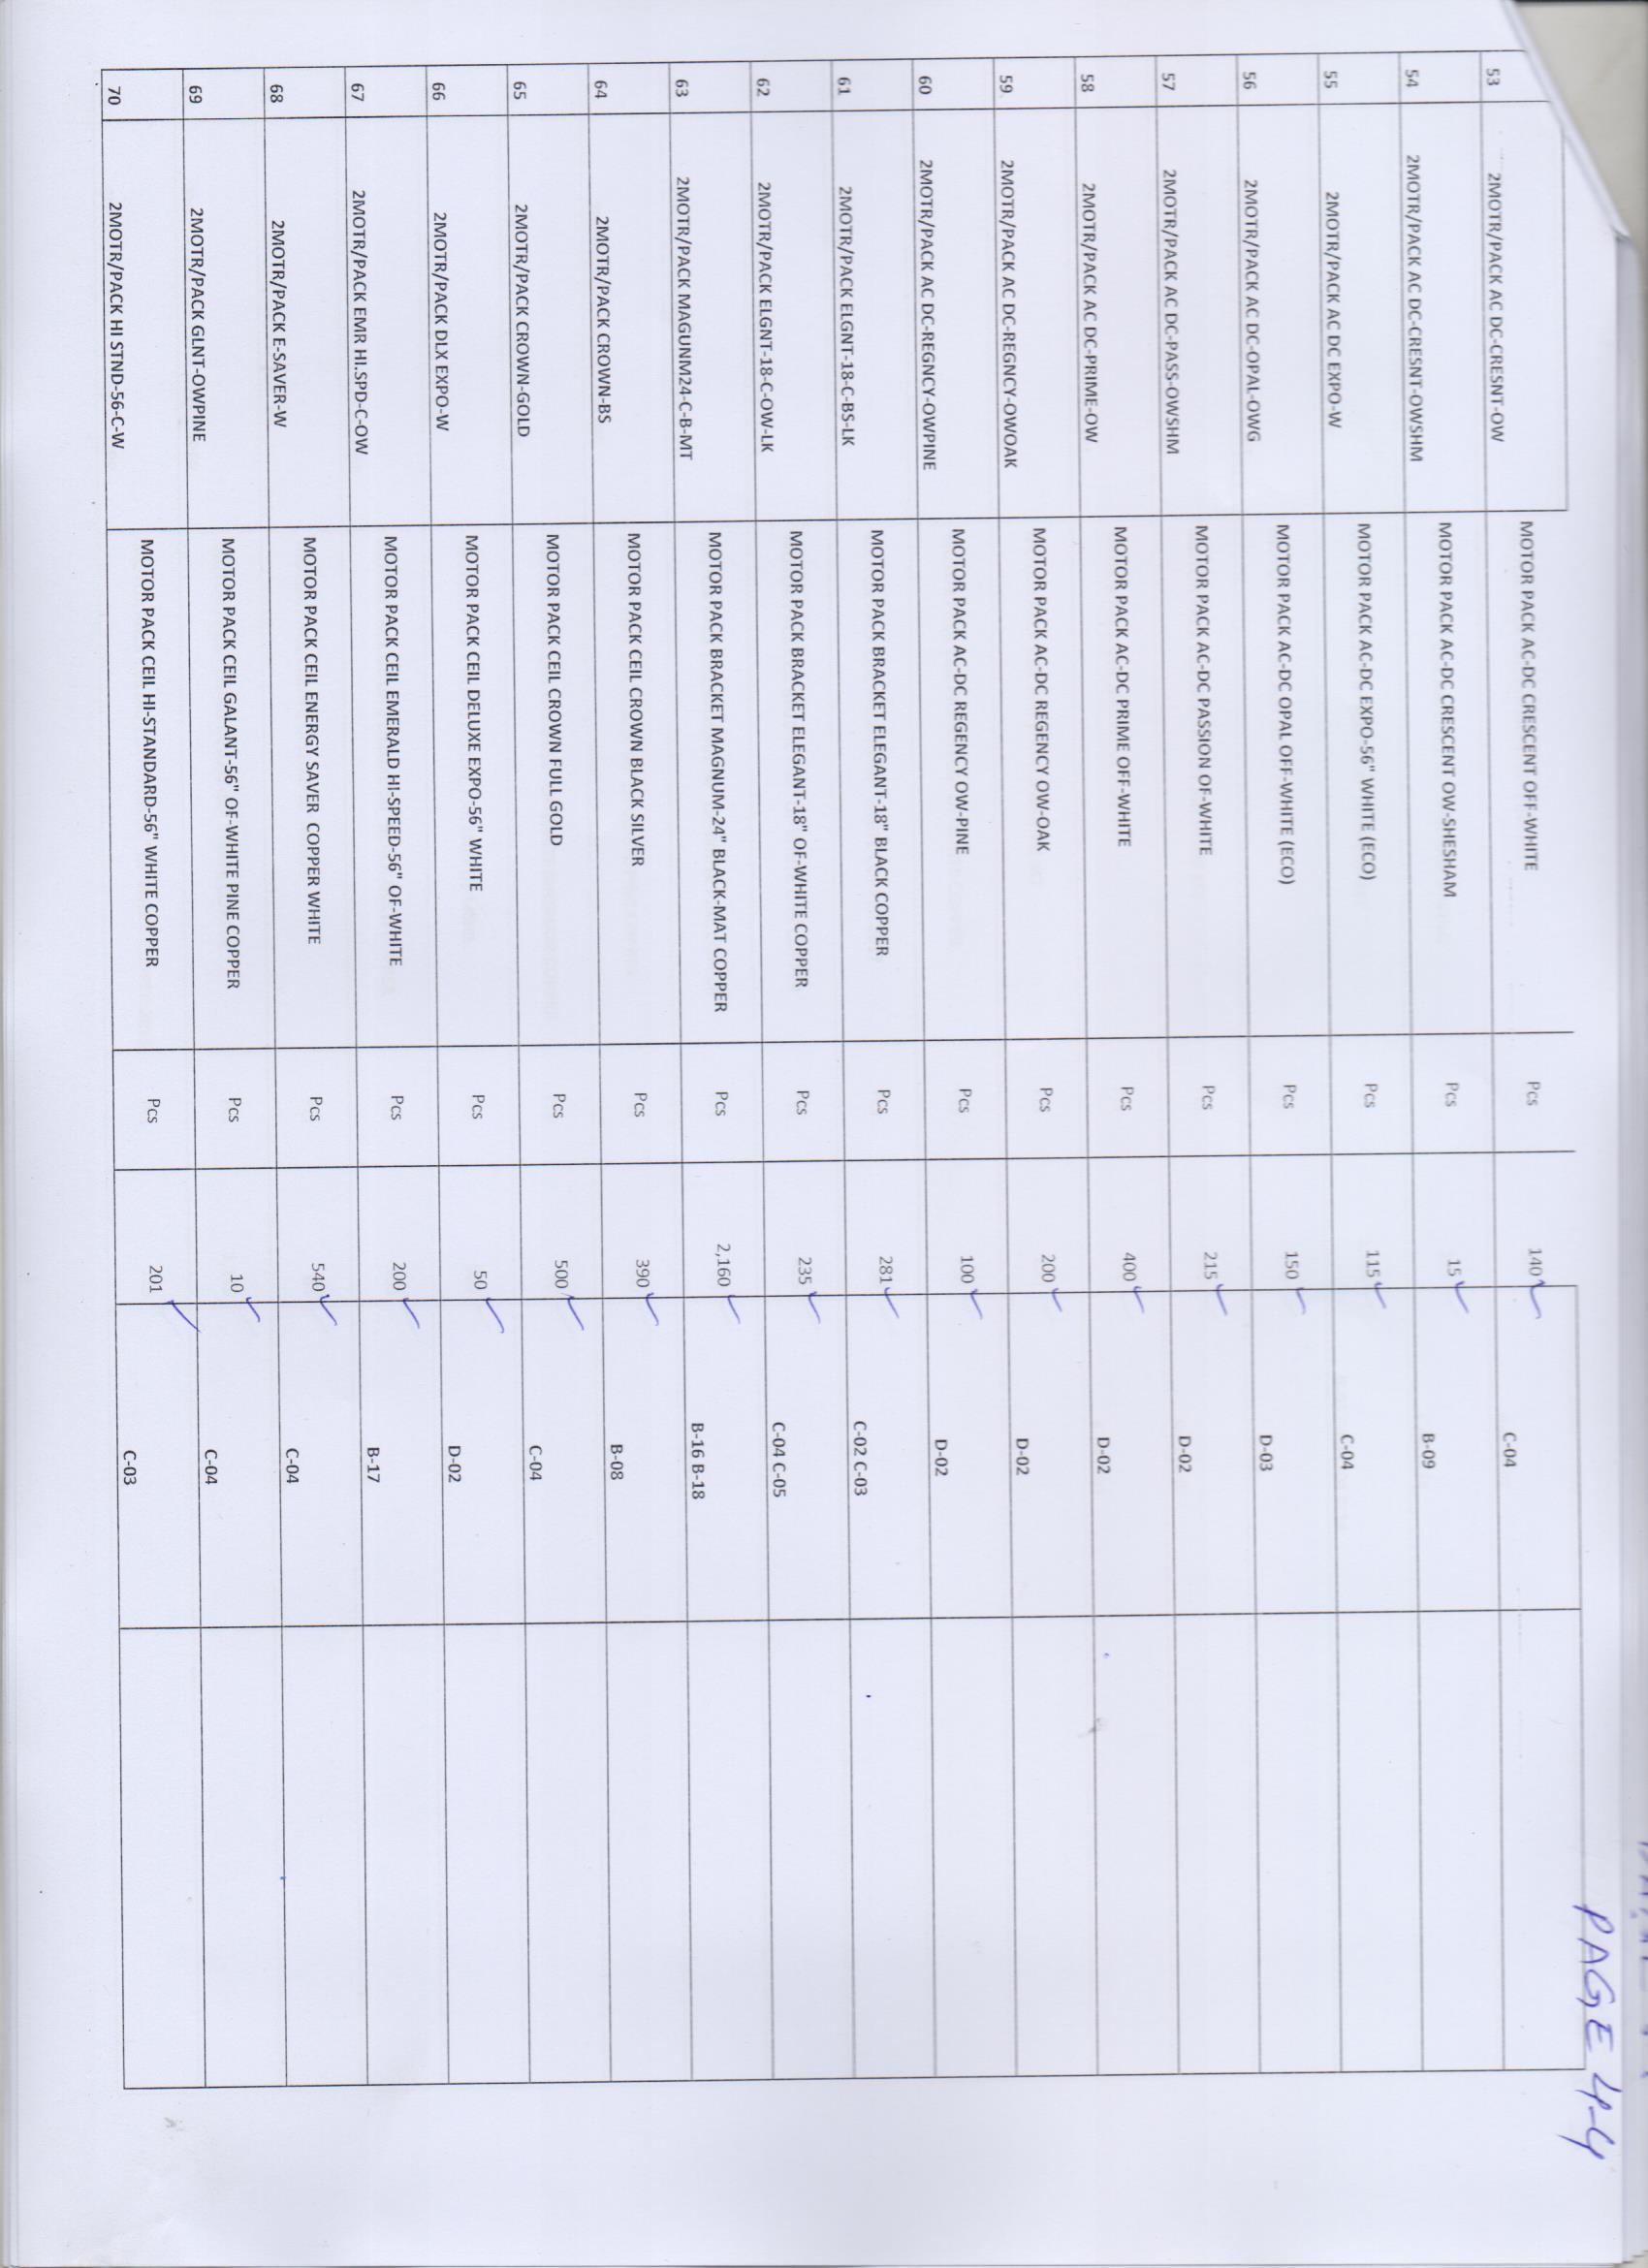 PAGE 4-4
53 2MOTR/PACK AC DC-CRESNT-OW MOTOR PACK AC-DC CRESCENT OFF-WHITE Pcs 140 C-04
54 2MOTR/PACK AC DC-CRESNT-OWSHM MOTOR PACK AC-DC CRESCENT OW-SHESHAM Pcs 15 B-09
55 2MOTR/PACK AC DC EXPO-W MOTOR PACK AC-DC EXPO-56" WHITE (ECO) Pcs 115 C-04
56 2MOTR/PACK AC DC-OPAL-OWG MOTOR PACK AC-DC OPAL OFF-WHITE (ECO) Pcs 150 D-03
57 2MOTR/PACK AC DC-PASS-OWSHM MOTOR PACK AC-DC PASSION OF-WHITE Pcs 215 D-02
58 2MOTR/PACK AC DC-PRIME-OW MOTOR PACK AC-DC PRIME OFF-WHITE Pcs 400 D-02
59 2MOTR/PACK AC DC-REGNCY-OWOAK MOTOR PACK AC-DC REGENCY OW-OAK Pcs 200 D-02
60 2MOTR/PACK AC DC-REGNCY-OWPINE MOTOR PACK AC-DC REGENCY OW-PINE Pcs 100 D-02
61 2MOTR/PACK ELGNT-18-C-BS-LK MOTOR PACK BRACKET ELEGANT-18" BLACK COPPER Pcs 281 C-02 C-03
62 2MOTR/PACK ELGNT-18-C-OW-LK MOTOR PACK BRACKET ELEGANT-18" OF-WHITE COPPER Pcs 235 C-04 C-05
63 2MOTR/PACK MAGUNM24-C-B-MT MOTOR PACK BRACKET MAGNUM-24" BLACK-MAT COPPER Pcs 2,160 B-16 B-18
64 2MOTR/PACK CROWN-BS MOTOR PACK CEIL CROWN BLACK SILVER Pcs 390 B-08
65 2MOTR/PACK CROWN-GOLD MOTOR PACK CEIL CROWN FULL GOLD Pcs 500 C-04
66 2MOTR/PACK DLX EXPO-W MOTOR PACK CEIL DELUXE EXPO-56" WHITE Pcs 50 D-02
67 2MOTR/PACK EMR HI.SPD-C-OW MOTOR PACK CEIL EMERALD HI-SPEED-56" OF-WHITE Pcs 200 B-17
68 2MOTR/PACK E-SAVER-W MOTOR PACK CEIL ENERGY SAVER COPPER WHITE Pcs 540 C-04
69 2MOTR/PACK GLNT-OWPINE MOTOR PACK CEIL GALANT-56" OF-WHITE PINE COPPER Pcs 10 C-04
70 2MOTR/PACK HI STND-56-C-W MOTOR PACK CEIL HI-STANDARD-56" WHITE COPPER Pcs 201 C-03